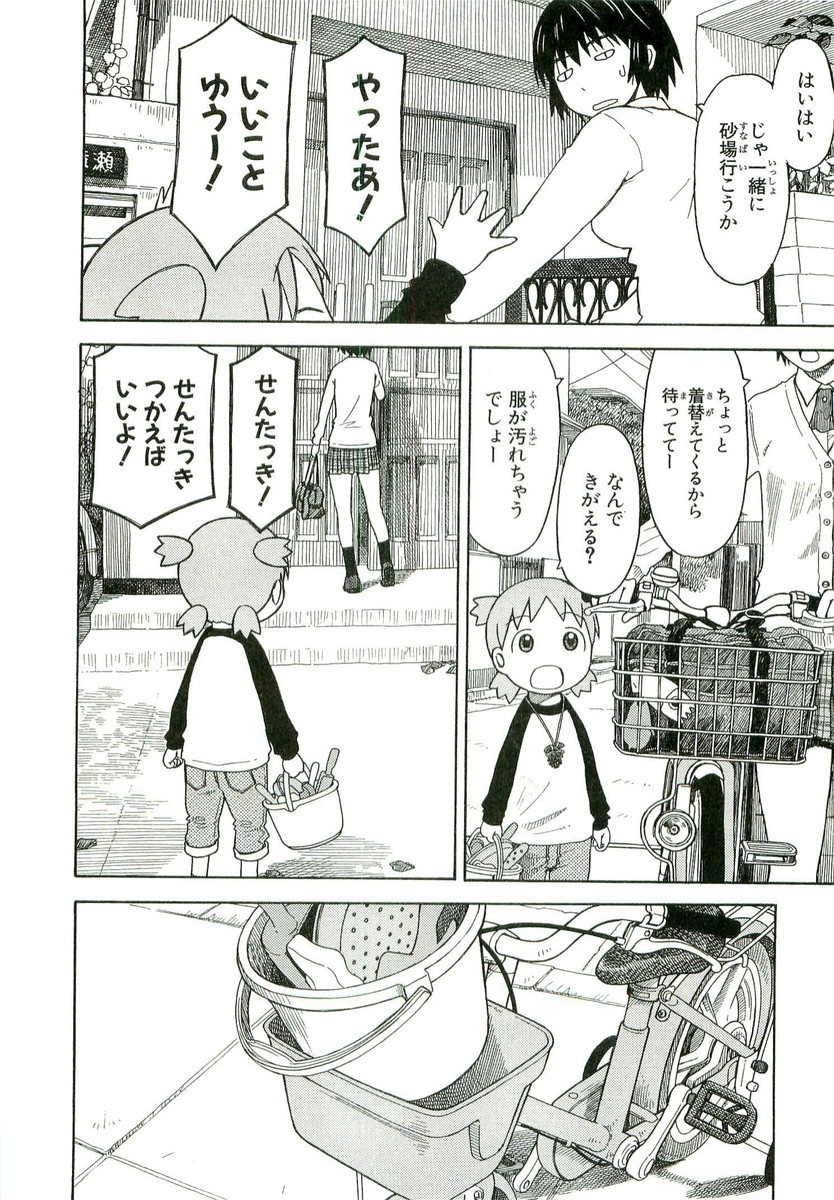 はいはい
じゃ一緒に
砂場行こうか
やったあ！
いいこと
ゆうー！
瀬
ちょっと
着替えてくるから
待っててー
なんで
きがえる？
服が汚れちゃう
でしょー
せんたっき！
せんたっき
つかえば
いいよ！